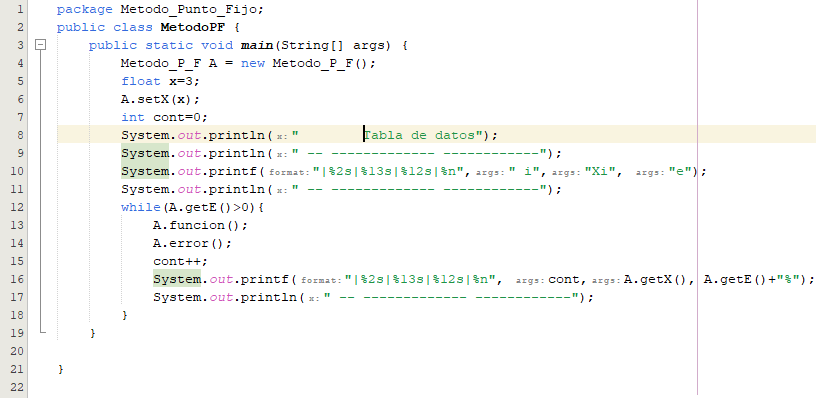 1 package Metodo_Punto_Fijo;
2 public class MetodoPF {
3 public static void main(String[] args) {
4 Metodo_P_F A = new Metodo_P_F();
5 float x=3;
6 A.setX(x);
7 int cont=0;
8 System.out.println( x: "        Tabla de datos");
9 System.out.println( x: " -- ------------- ------------");
10 System.out.printf( format: "|%2s|%13s|%12s|%n", args: " i", args: "Xi", args: "e");
11 System.out.println( x: " -- ------------- ------------");
12 while(A.getE()>0){
13 A.funcion();
14 A.error();
15 cont++;
16 System.out.printf( format: "|%2s|%13s|%12s|%n", args: cont, args: A.getX(), A.getE()+"%");
17 System.out.println( x: " -- ------------- ------------");
18 }
19 }
20
21 }
22